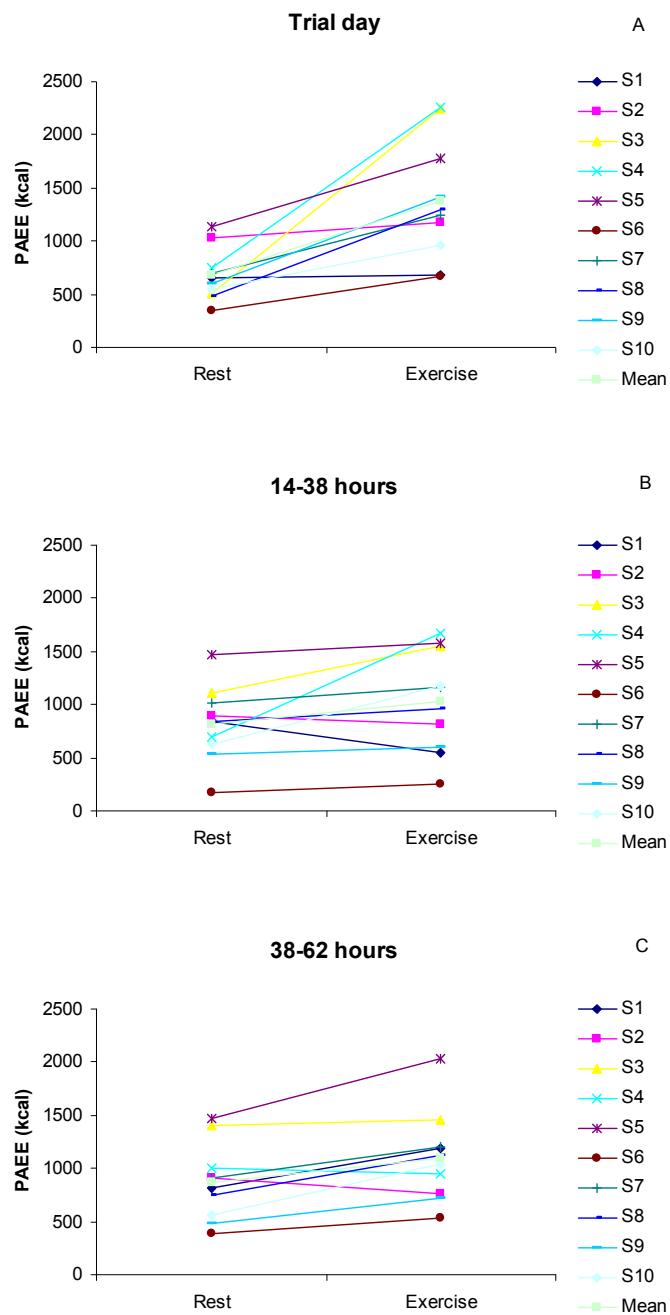 Trial day
A
PAEE (kcal)
2500
2000
1500
1000
500
0
Rest
Exercise
S1
S2
S3
S4
S5
S6
S7
S8
S9
S10
Mean
14-38 hours
B
PAEE (kcal)
2500
2000
1500
1000
500
0
Rest
Exercise
S1
S2
S3
S4
S5
S6
S7
S8
S9
S10
Mean
38-62 hours
C
PAEE (kcal)
2500
2000
1500
1000
500
0
Rest
Exercise
S1
S2
S3
S4
S5
S6
S7
S8
S9
S10
Mean